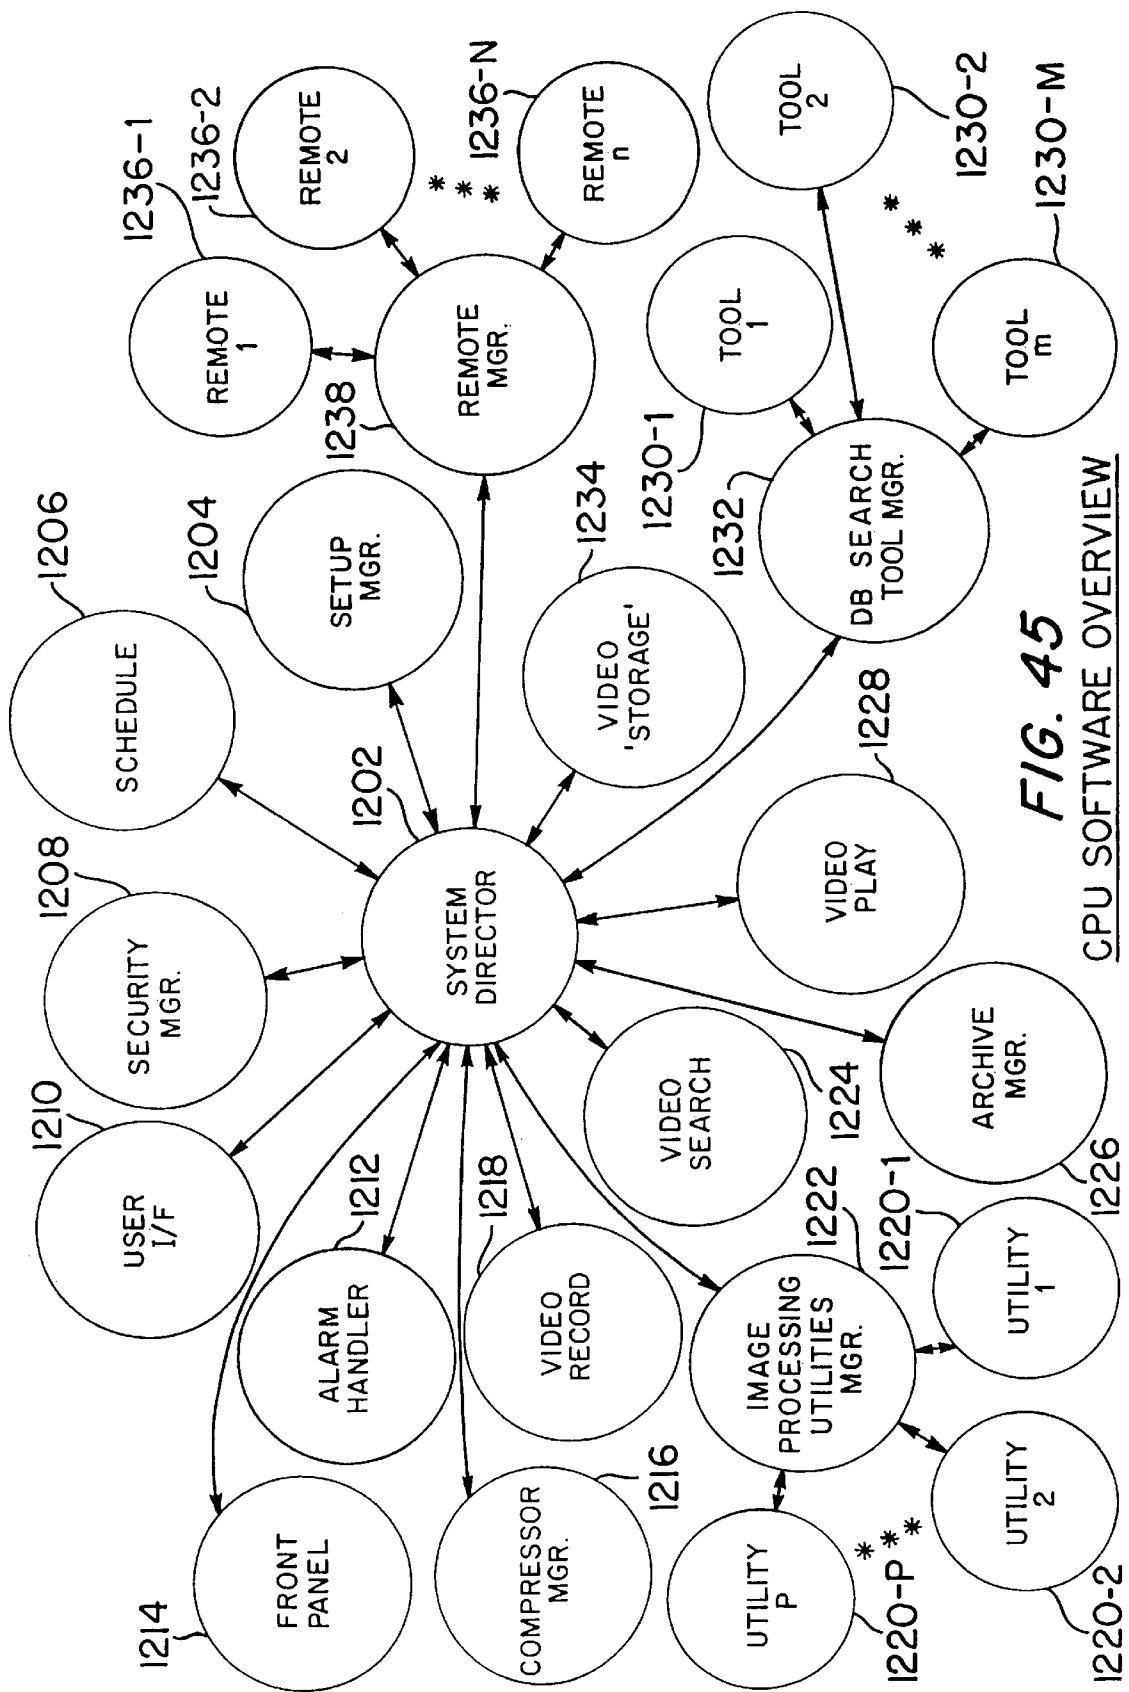 1206
SCHEDULE
1208
SECURITY
MGR.
1210
USER
I/F
1204
SETUP
MGR.
1202
SYSTEM
DIRECTOR
1212
ALARM
HANDLER
1214
FRONT
PANEL
1216
COMPRESSOR
MGR.
1218
VIDEO
RECORD
1236-1
REMOTE
1
1236-2
REMOTE
2
* * *
1236-N
REMOTE
n
1238
REMOTE
MGR.
1234
VIDEO
'STORAGE'
1230-1
TOOL
1
TOOL
2
1230-2
* * *
1230-M
TOOL
m
1232
DB SEARCH
TOOL MGR.
1228
VIDEO
PLAY
VIDEO
SEARCH
1224
ARCHIVE
MGR.
1226
1222
IMAGE
PROCESSING
UTILITIES
MGR.
1220-1
UTILITY
1
UTILITY
2
1220-2
* * *
UTILITY
P
1220-P
FIG. 45
CPU SOFTWARE OVERVIEW